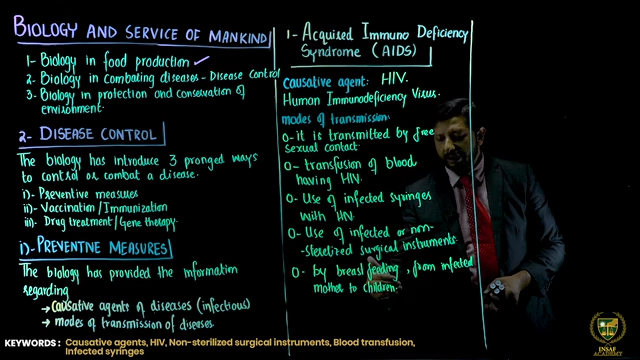 BIOLOGY AND SERVICE OF MANKIND
1- Biology in food production
2- Biology in combating diseases - Disease control
3- Biology in protection and conservation of
environment.
2- DISEASE CONTROL
The biology has introduce 3 pronged ways
to control or combat a disease.
i)- Preventive measures
ii)- Vaccination/Immunization
iii)- Drug treatment/Gene therapy.
i)- PREVENTIVE MEASURES
The biology has provided the information
regarding
→ Causative agents of diseases (infectious)
→ modes of transmission of diseases
1- Acquired Immuno Deficiency
Syndrome (AIDS)
Causative agent: HIV.
Human Immunodeficiency Virus.
modes of transmission:
0- it is transmitted by free
Sexual contact.
0- transfusion of blood
having HIV.
0- Use of infected syringes
with HIV.
0- Use of infected or non-
-sterelized surgical instruments.
0- by breast feeding, from infected
mother to children.
KEYWORDS : Causative agents, HIV, Non-sterilized surgical instruments, Blood transfusion,
Infected syringes
INSAF
ACADEMY